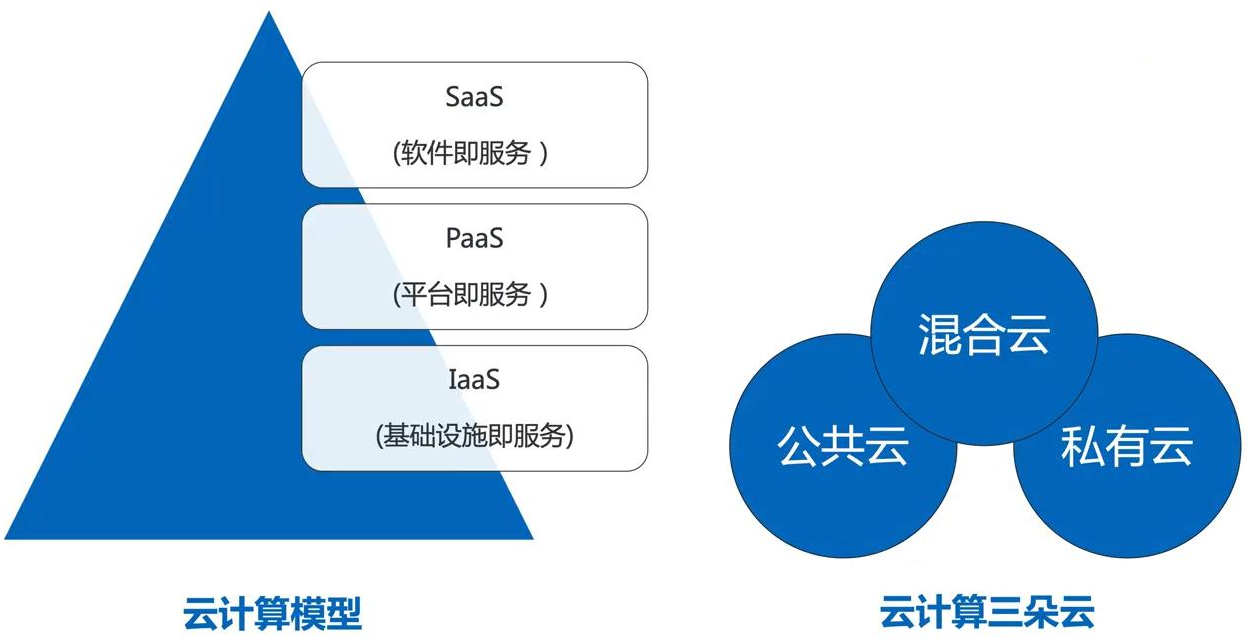 SaaS
(软件即服务 )
PaaS
(平台即服务 )
IaaS
(基础设施即服务)
云计算模型
混合云
公共云
私有云
云计算三朵云